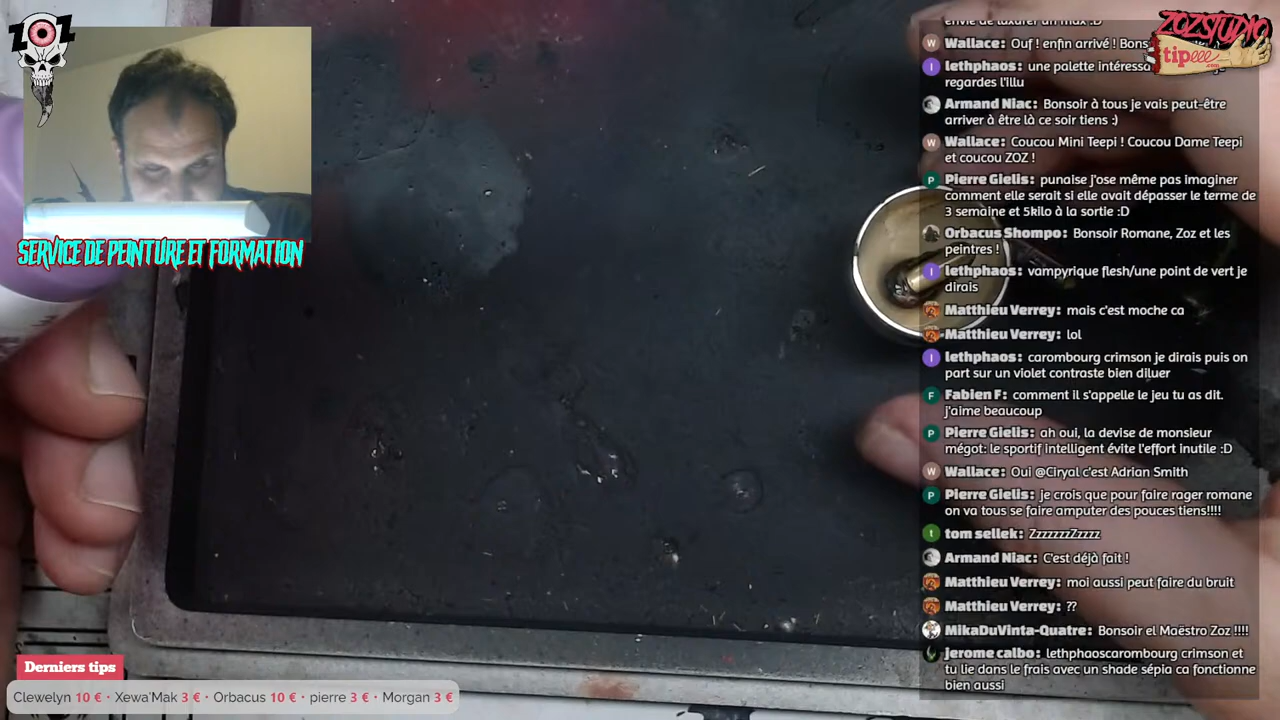 ZOZ
SERVICE DE PEINTURE ET FORMATION
ZOZSTUDIO
tipeee
.com
envie de luxurer un max :D
Wallace: Ouf ! enfin arrivé !
lethphaos: une palette
regardes l'illu
Armand Niac: Bonsoir à tous je vais peut-être
arriver à être là ce soir tiens :)
Wallace: Coucou Mini Teepi ! Coucou Dame Teepi
et coucou ZOZ !
Pierre Gielis: punaise j'ose même pas imaginer
comment elle serait si elle avait dépasser le terme de
3 semaine et 5kilo à la sortie :D
Orbacus Shompo: Bonsoir Romane, Zoz et les
peintres !
lethphaos: vampyrique flesh/une point de vert je
dirais
Matthieu Verrey: mais c'est moche ca
Matthieu Verrey: lol
lethphaos: carombourg crimson je dirais puis on
part sur un violet contraste bien diluer
Fabien F: comment il s'appelle le jeu tu as dit.
j'aime beaucoup
Pierre Gielis: ah oui, la devise de monsieur
mégot: le sportif intelligent évite l'effort inutile :D
Wallace: Oui @Ciryal c'est Adrian Smith
Pierre Gielis: je crois que pour faire rager romane
on va tous se faire amputer des pouces tiens!!!!
tom sellek: ZzzzzzzZzzzz
Armand Niac: C'est déjà fait !
Matthieu Verrey: moi aussi peut faire du bruit
Matthieu Verrey: ??
MikaDuVinta-Quatre: Bonsoir el Maëstro Zoz !!!!
jerome calbo: lethphaoscarombourg crimson et
tu lie dans le frais avec un shade sépia ca fonctionne
bien aussi
Derniers tips
Clewelyn 10 € · Xewa'Mak 3 € · Orbacus 10 € · pierre 3 € · Morgan 3 €